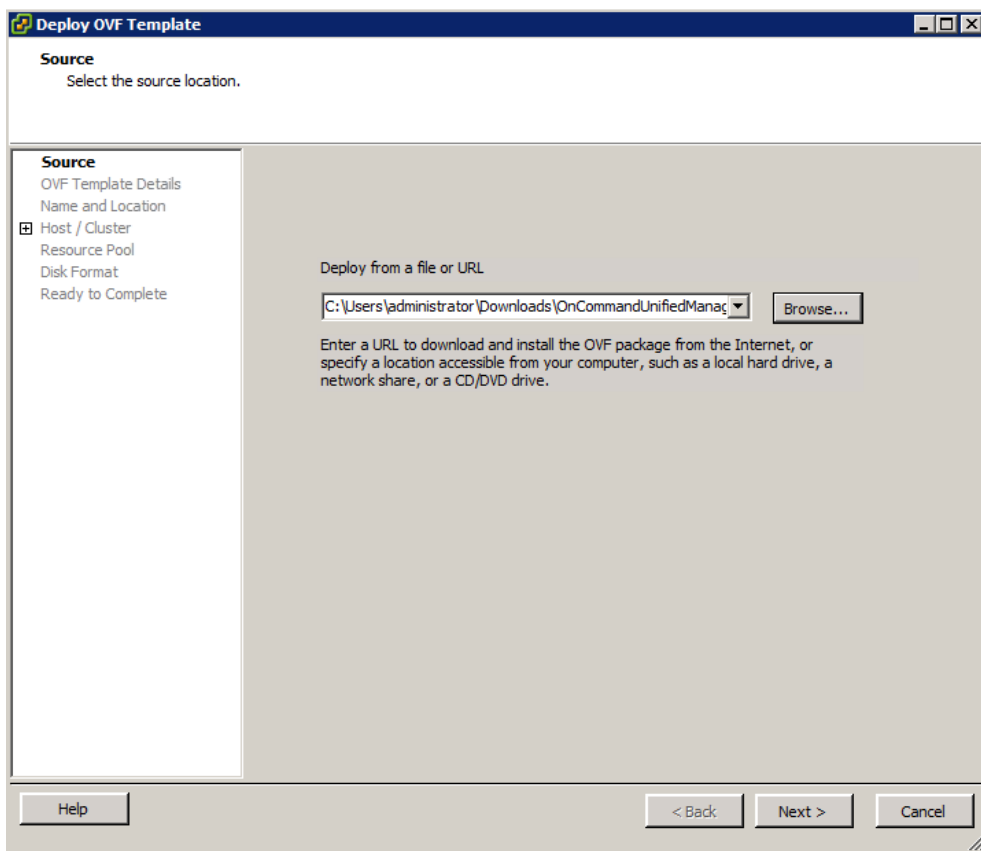 Deploy OVF Template
Source
Select the source location.
Source
OVF Template Details
Name and Location
Host / Cluster
Resource Pool
Disk Format
Ready to Complete
Deploy from a file or URL
C:\Users\administrator\Downloads\OnCommandUnifiedManag
Browse...
Enter a URL to download and install the OVF package from the Internet, or
specify a location accessible from your computer, such as a local hard drive, a
network share, or a CD/DVD drive.
Help
< Back
Next >
Cancel